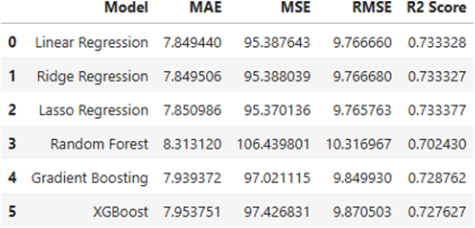 Model MAE MSE RMSE R2 Score
0 Linear Regression 7.849440 95.387643 9.766660 0.733328
1 Ridge Regression 7.849506 95.388039 9.766680 0.733327
2 Lasso Regression 7.850986 95.370136 9.765763 0.733377
3 Random Forest 8.313120 106.439801 10.316967 0.702430
4 Gradient Boosting 7.939372 97.021115 9.849930 0.728762
5 XGBoost 7.953751 97.426831 9.870503 0.727627